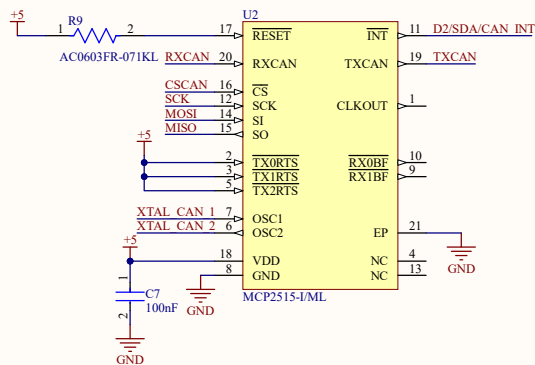 +5
R9
1
2
AC0603FR-071KL
U2
17 RESET INT 11 D2/SDA/CAN_INT
RXCAN 20 RXCAN TXCAN 19 TXCAN
CSCAN 16 CS
SCK 12 SCK CLKOUT 1
MOSI 14 SI
MISO 15 SO
+5
2 TX0RTS RX0BF 10
3 TX1RTS RX1BF 9
5 TX2RTS
XTAL_CAN_1 7 OSC1
XTAL_CAN_2 6 OSC2 EP 21
+5
18 VDD NC 4
8 GND NC 13
GND
GND
MCP2515-I/ML
1
C7
100nF
2
GND